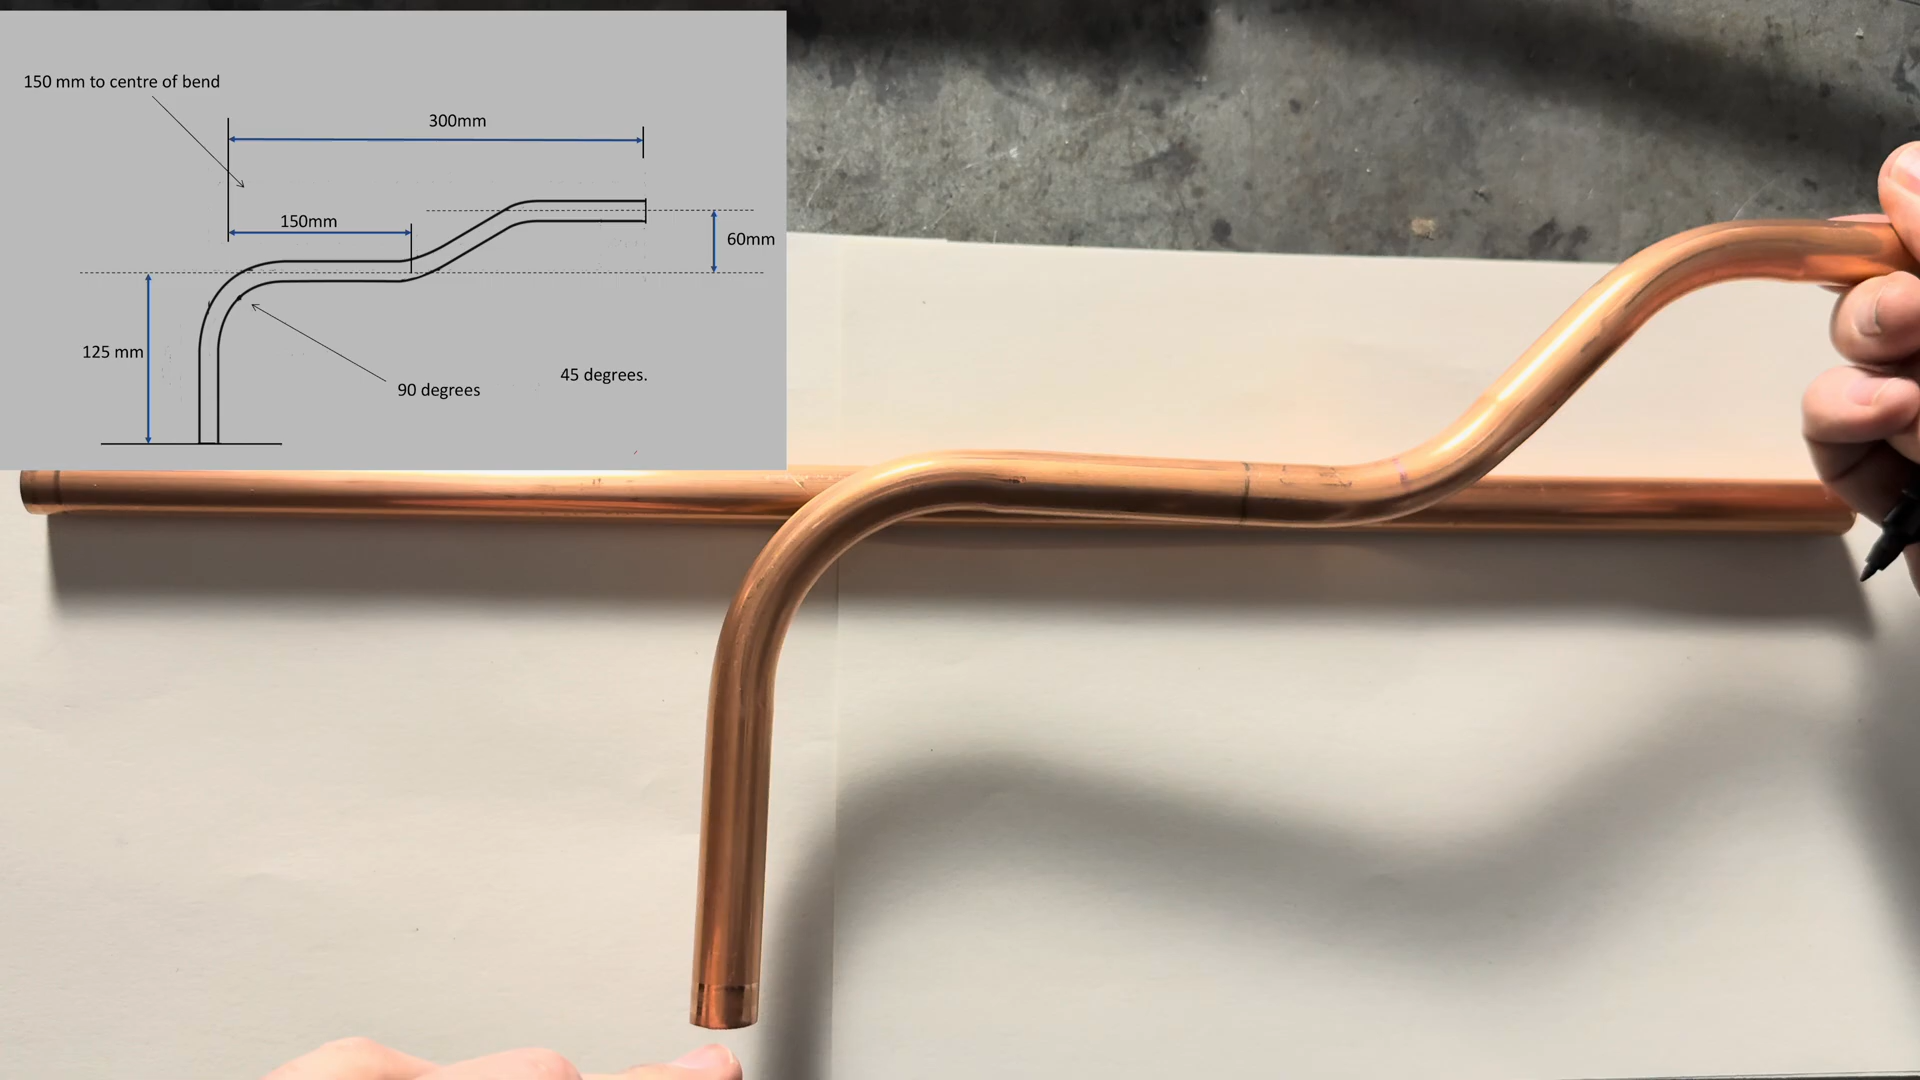 150 mm to centre of bend
300mm
150mm
60mm
125 mm
90 degrees
45 degrees.